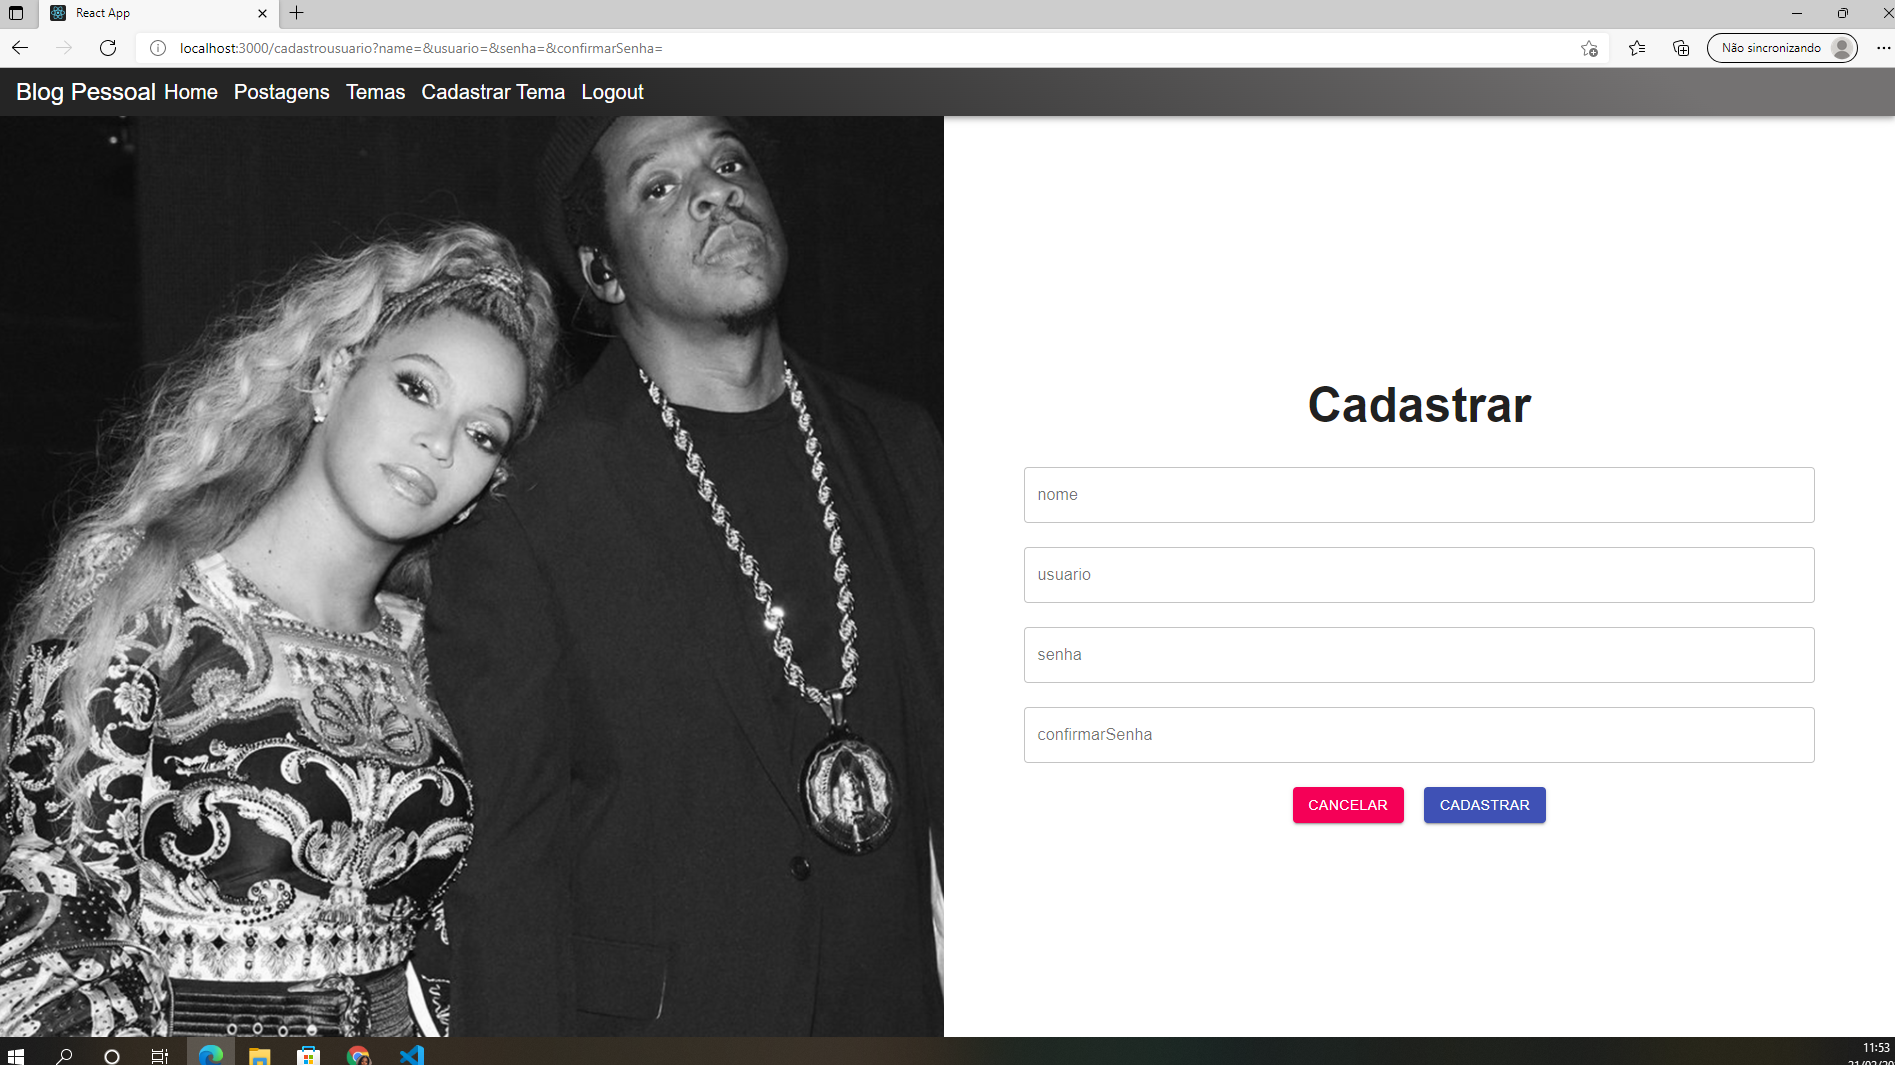 React App
localhost:3000/cadastrousuario?name=&usuario=&senha=&confirmarSenha=
Não sincronizando
Blog Pessoal Home Postagens Temas Cadastrar Tema Logout
Cadastrar
nome
usuario
senha
confirmarSenha
CANCELAR CADASTRAR
11:53